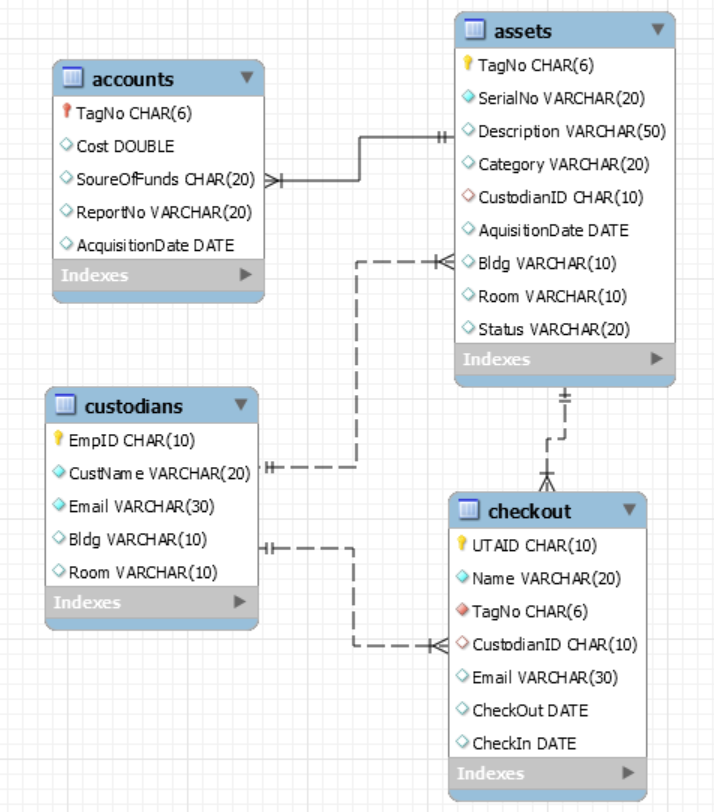 accounts
TagNo CHAR(6)
Cost DOUBLE
SoureOfFunds CHAR(20)
ReportNo VARCHAR(20)
AcquisitionDate DATE
Indexes
assets
TagNo CHAR(6)
SerialNo VARCHAR(20)
Description VARCHAR(50)
Category VARCHAR(20)
CustodianID CHAR(10)
AquisitionDate DATE
Bldg VARCHAR(10)
Room VARCHAR(10)
Status VARCHAR(20)
Indexes
custodians
EmpID CHAR(10)
CustName VARCHAR(20)
Email VARCHAR(30)
Bldg VARCHAR(10)
Room VARCHAR(10)
Indexes
checkout
UTAID CHAR(10)
Name VARCHAR(20)
TagNo CHAR(6)
CustodianID CHAR(10)
Email VARCHAR(30)
CheckOut DATE
CheckIn DATE
Indexes